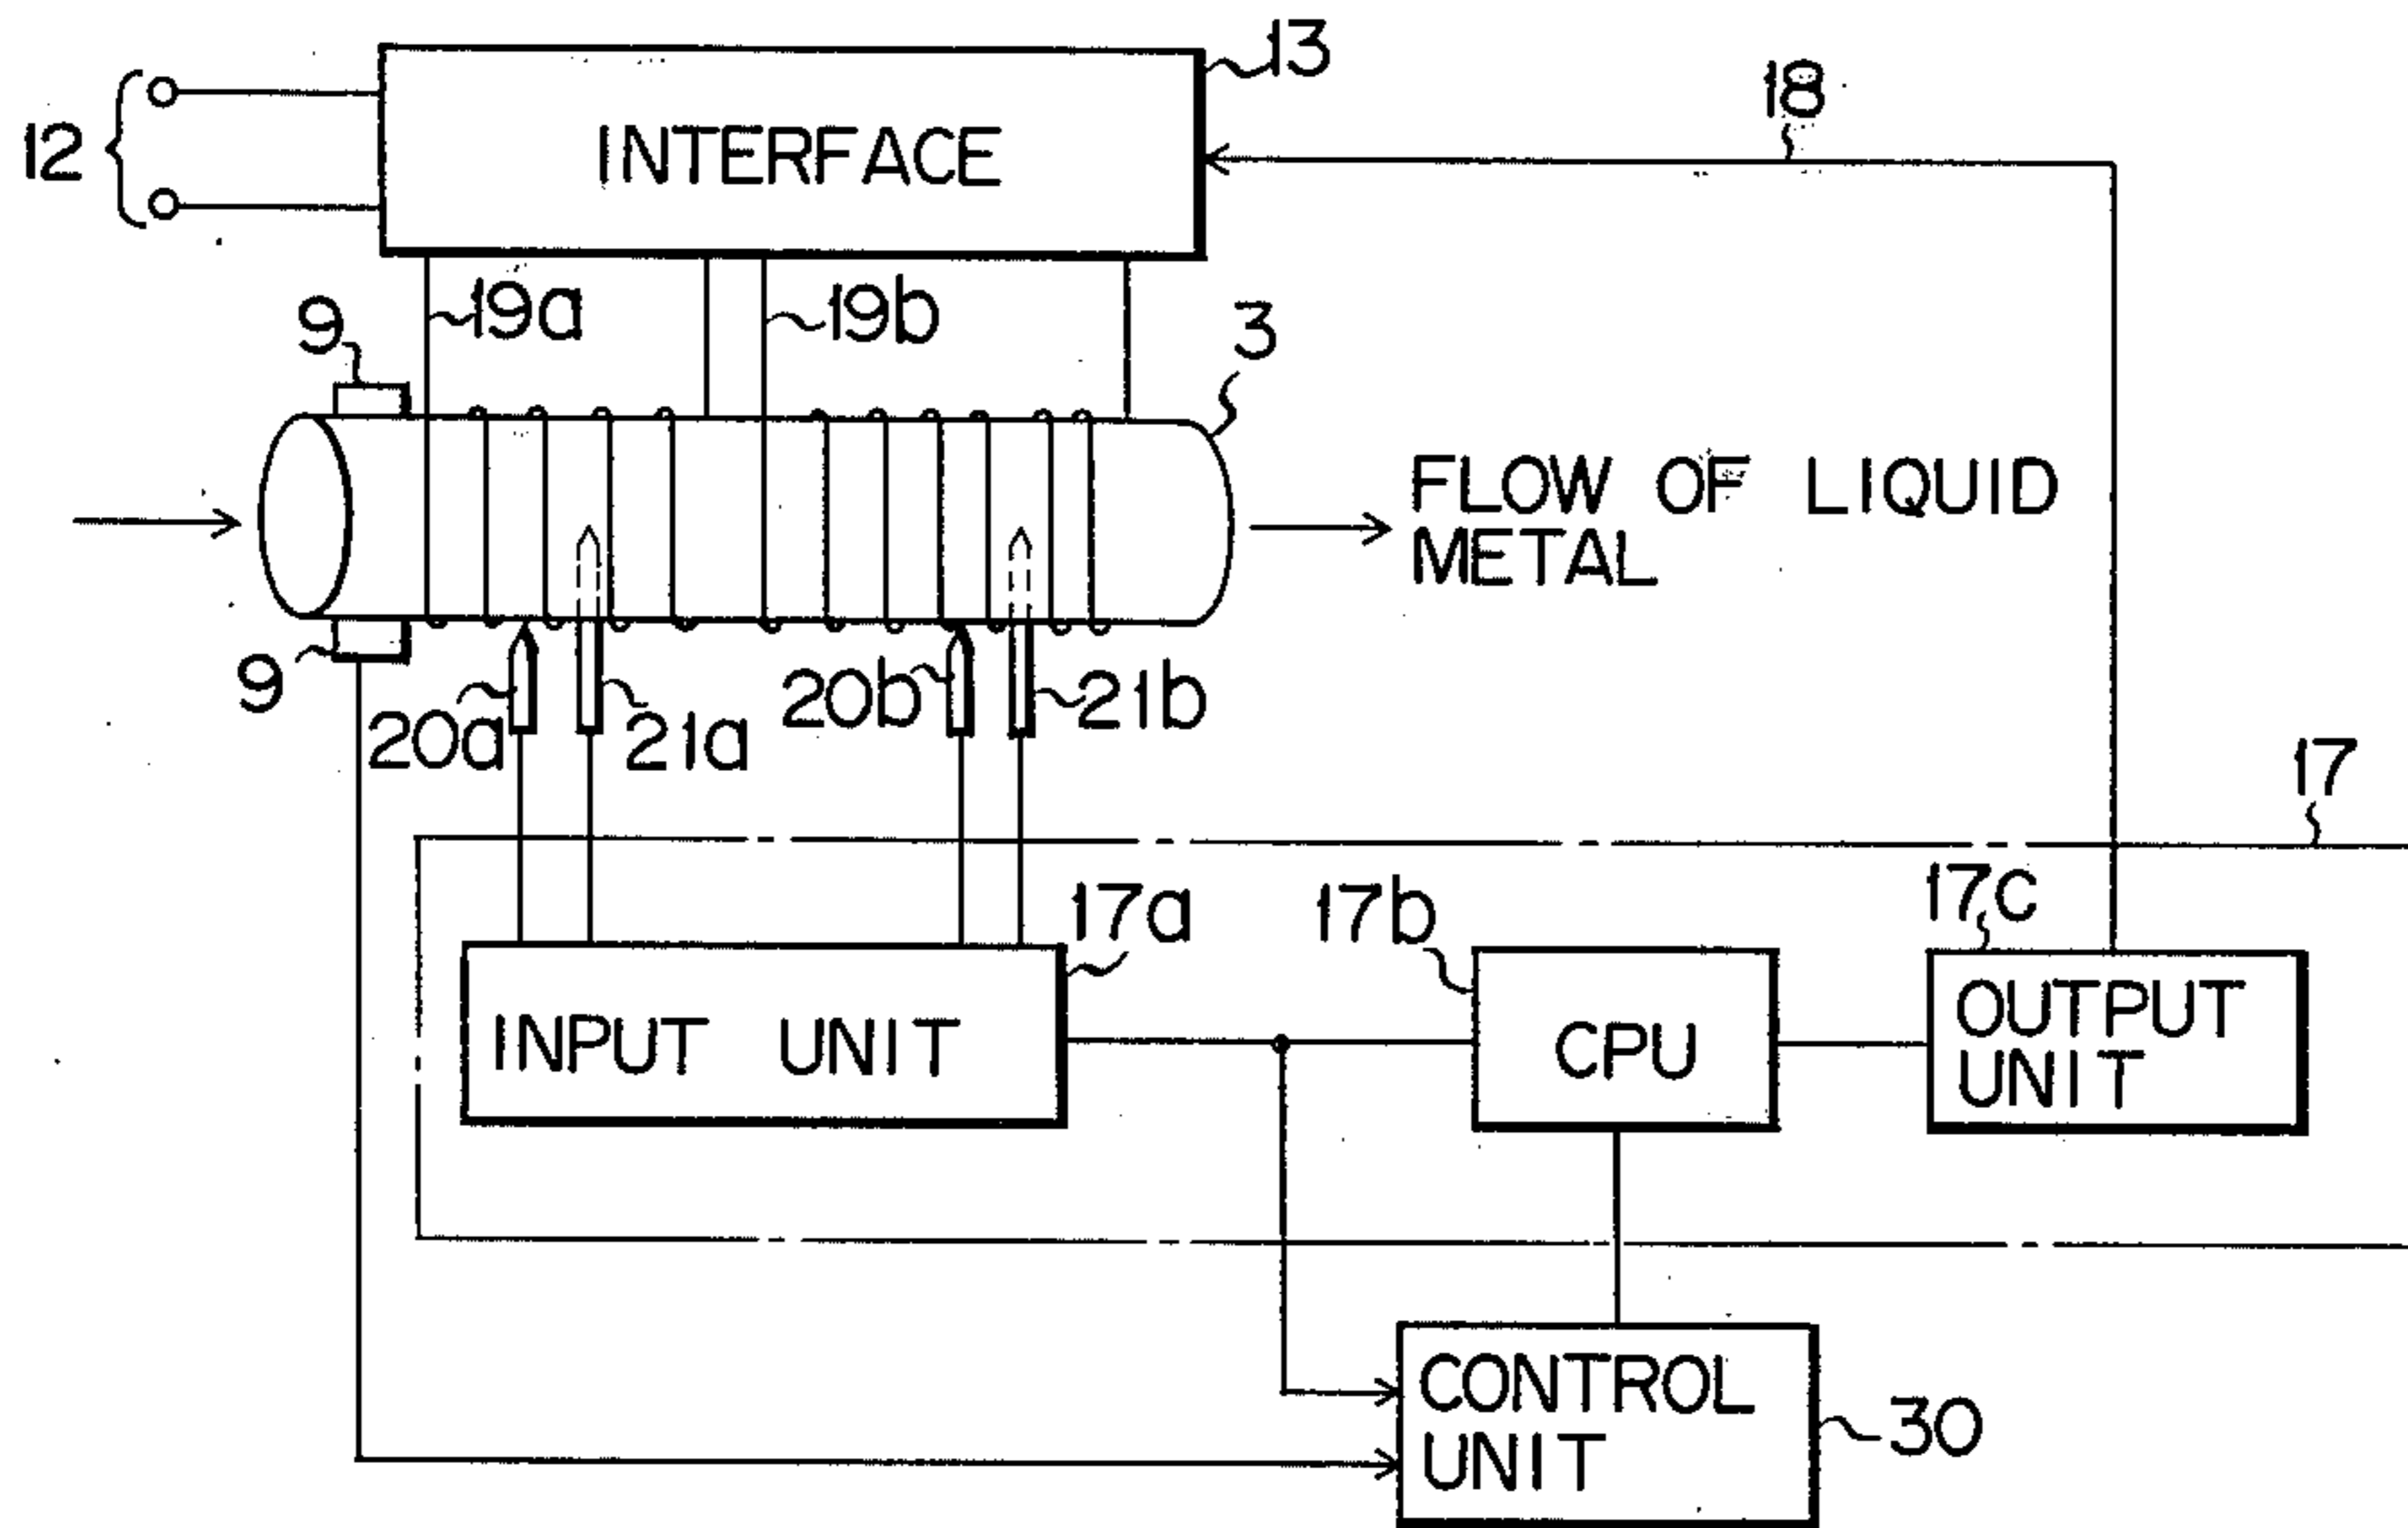 13
18
12
INTERFACE
19a
19b
9
3
FLOW OF LIQUID
METAL
9
20a
21a
20b
21b
17
17a
17b
17c
INPUT UNIT
CPU
OUTPUT
UNIT
CONTROL
UNIT
30